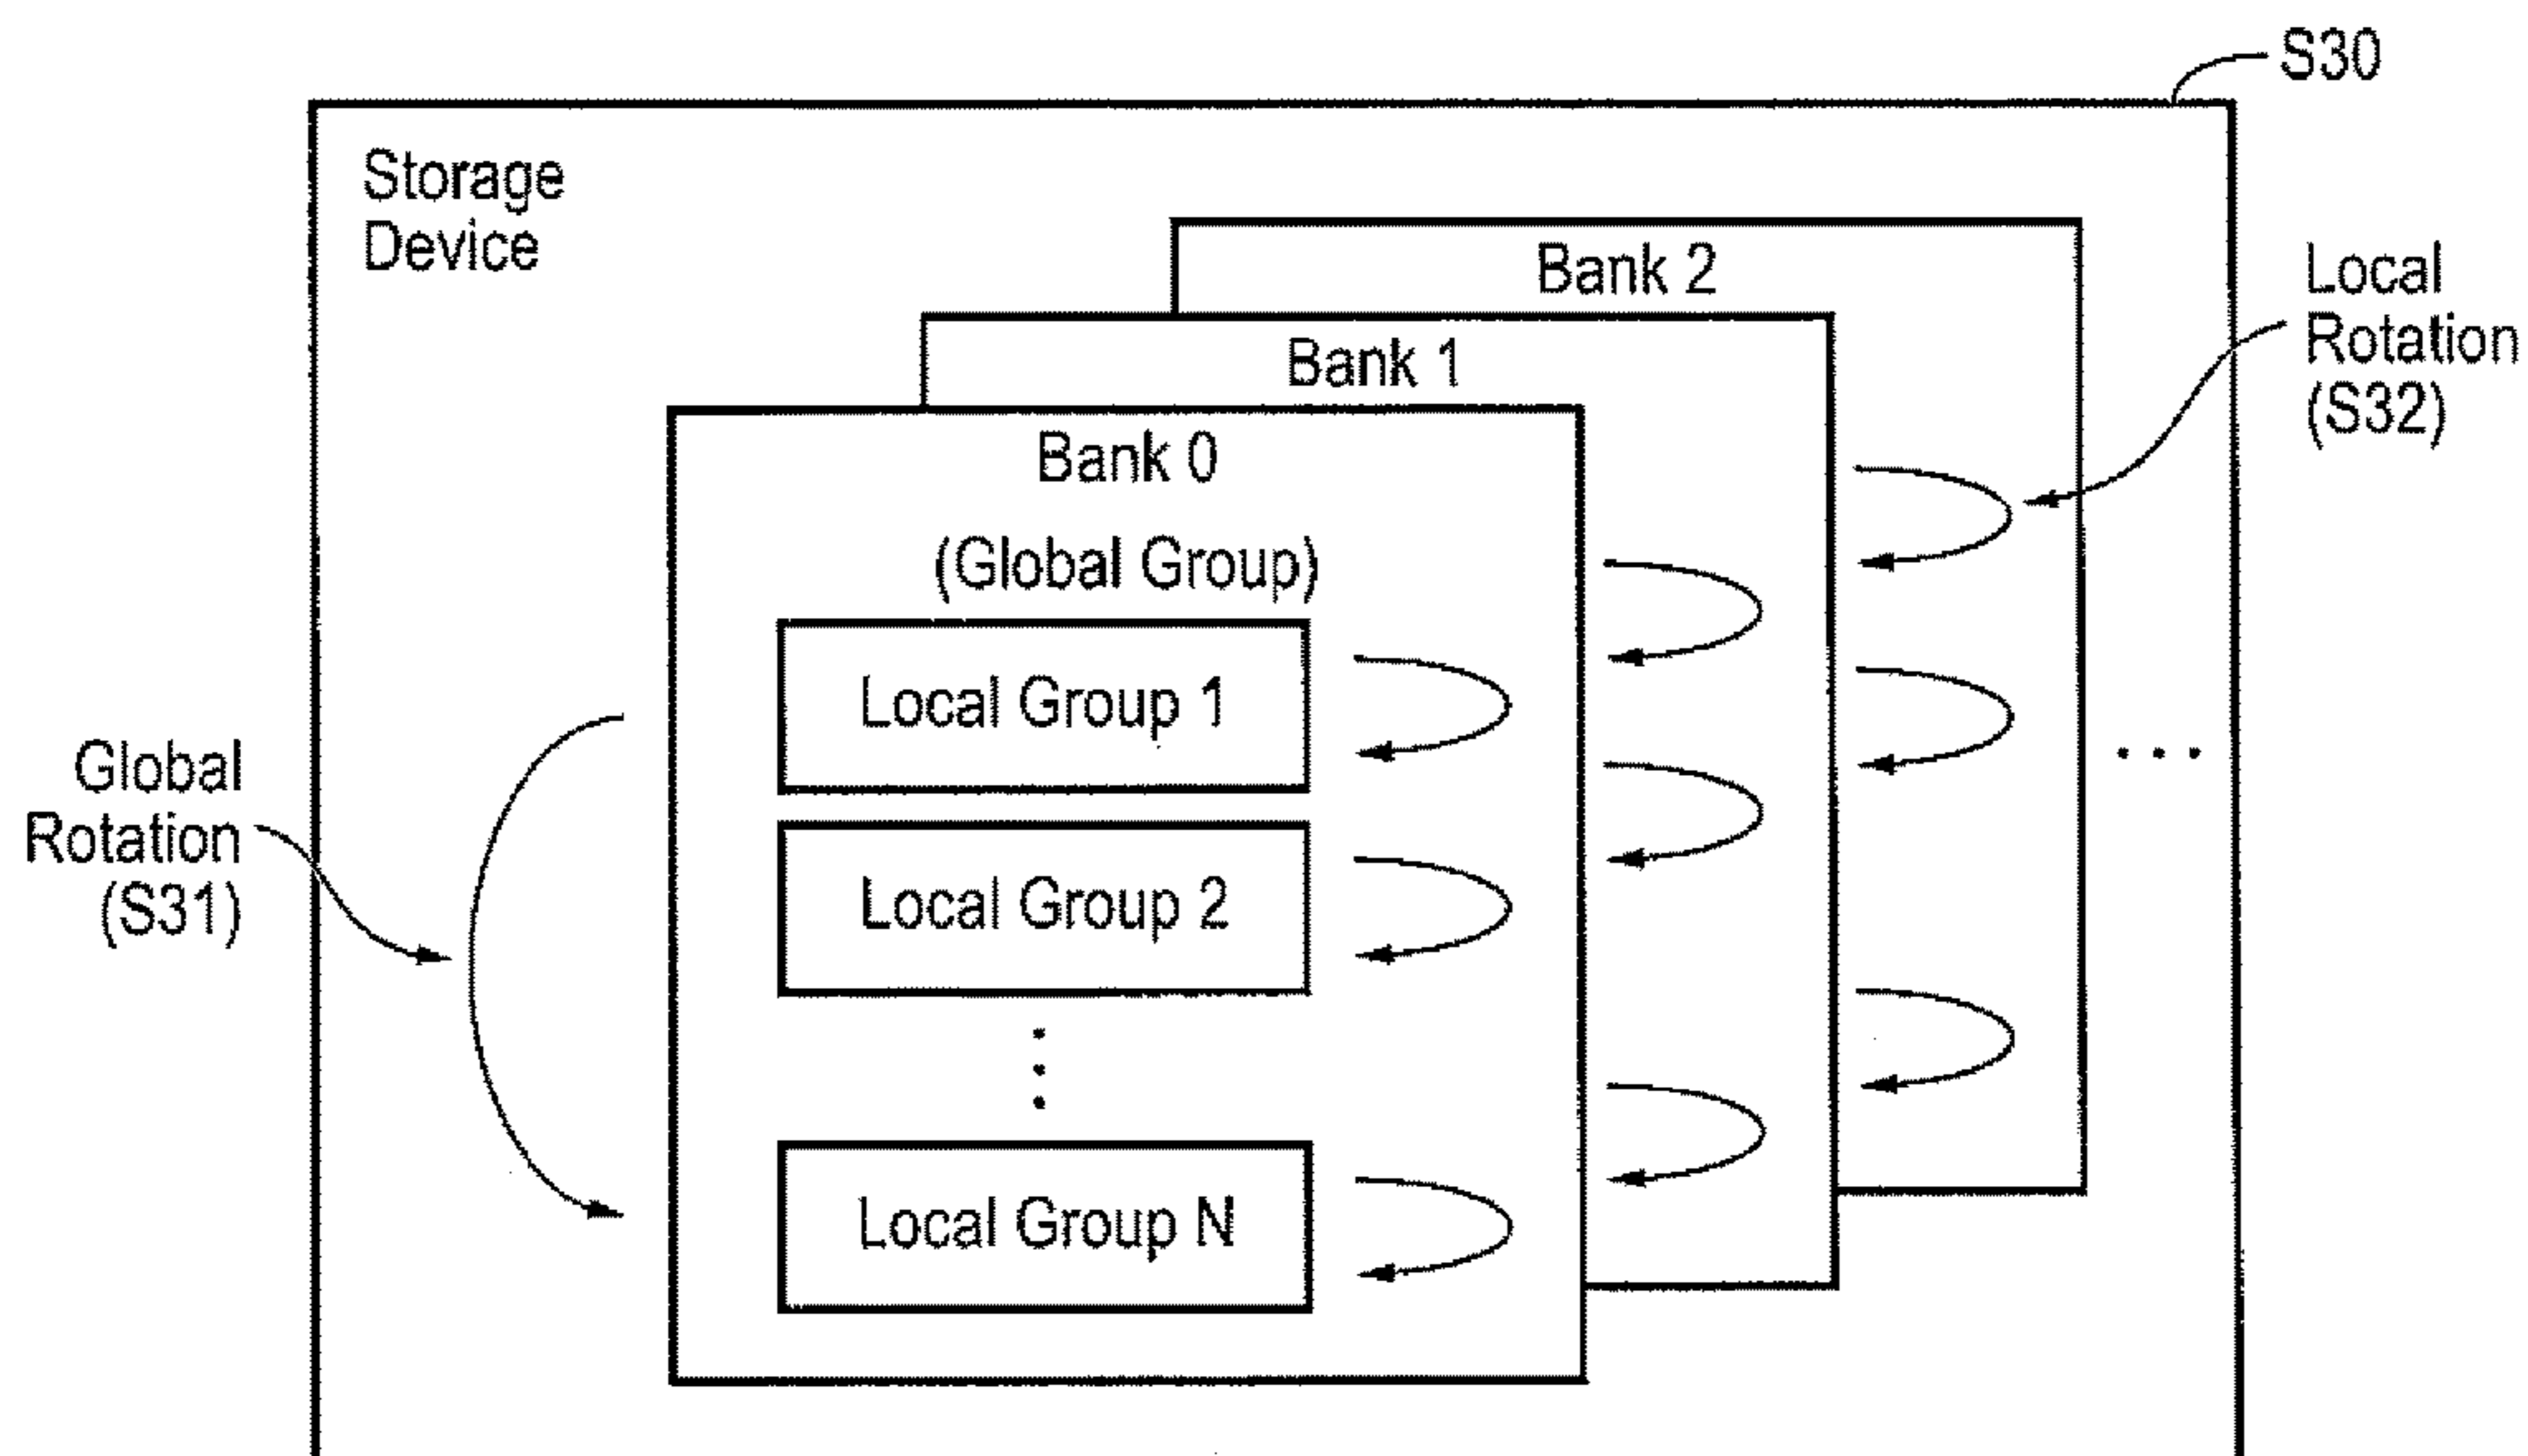 S30
Storage
Device
Bank 2
Local
Rotation
(S32)
Bank 1
Bank 0
(Global Group)
Local Group 1
Global
Rotation
(S31)
Local Group 2
Local Group N